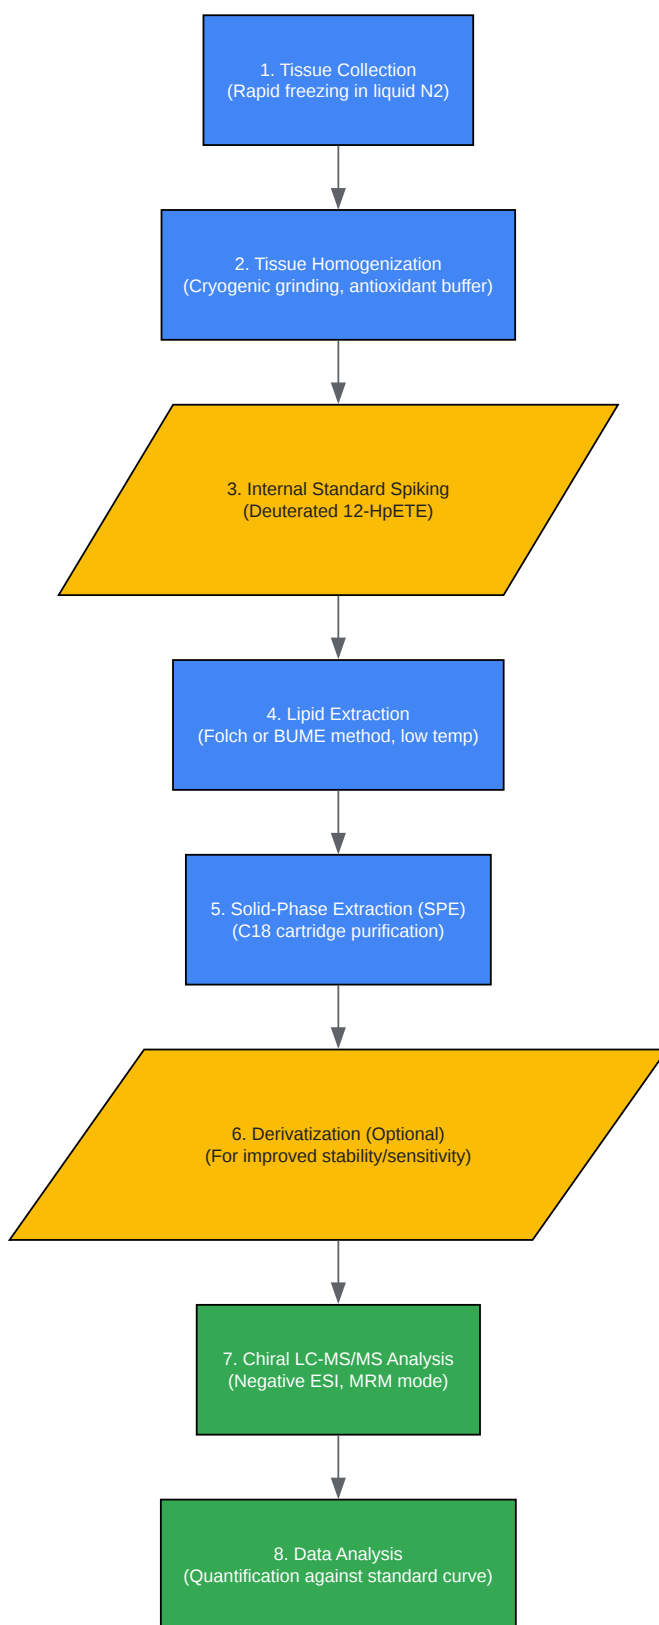 1. Tissue Collection
(Rapid freezing in liquid N2)
2. Tissue Homogenization
(Cryogenic grinding, antioxidant buffer)
3. Internal Standard Spiking
(Deuterated 12-HpETE)
4. Lipid Extraction
(Folch or BUME method, low temp)
5. Solid-Phase Extraction (SPE)
(C18 cartridge purification)
6. Derivatization (Optional)
(For improved stability/sensitivity)
7. Chiral LC-MS/MS Analysis
(Negative ESI, MRM mode)
8. Data Analysis
(Quantification against standard curve)